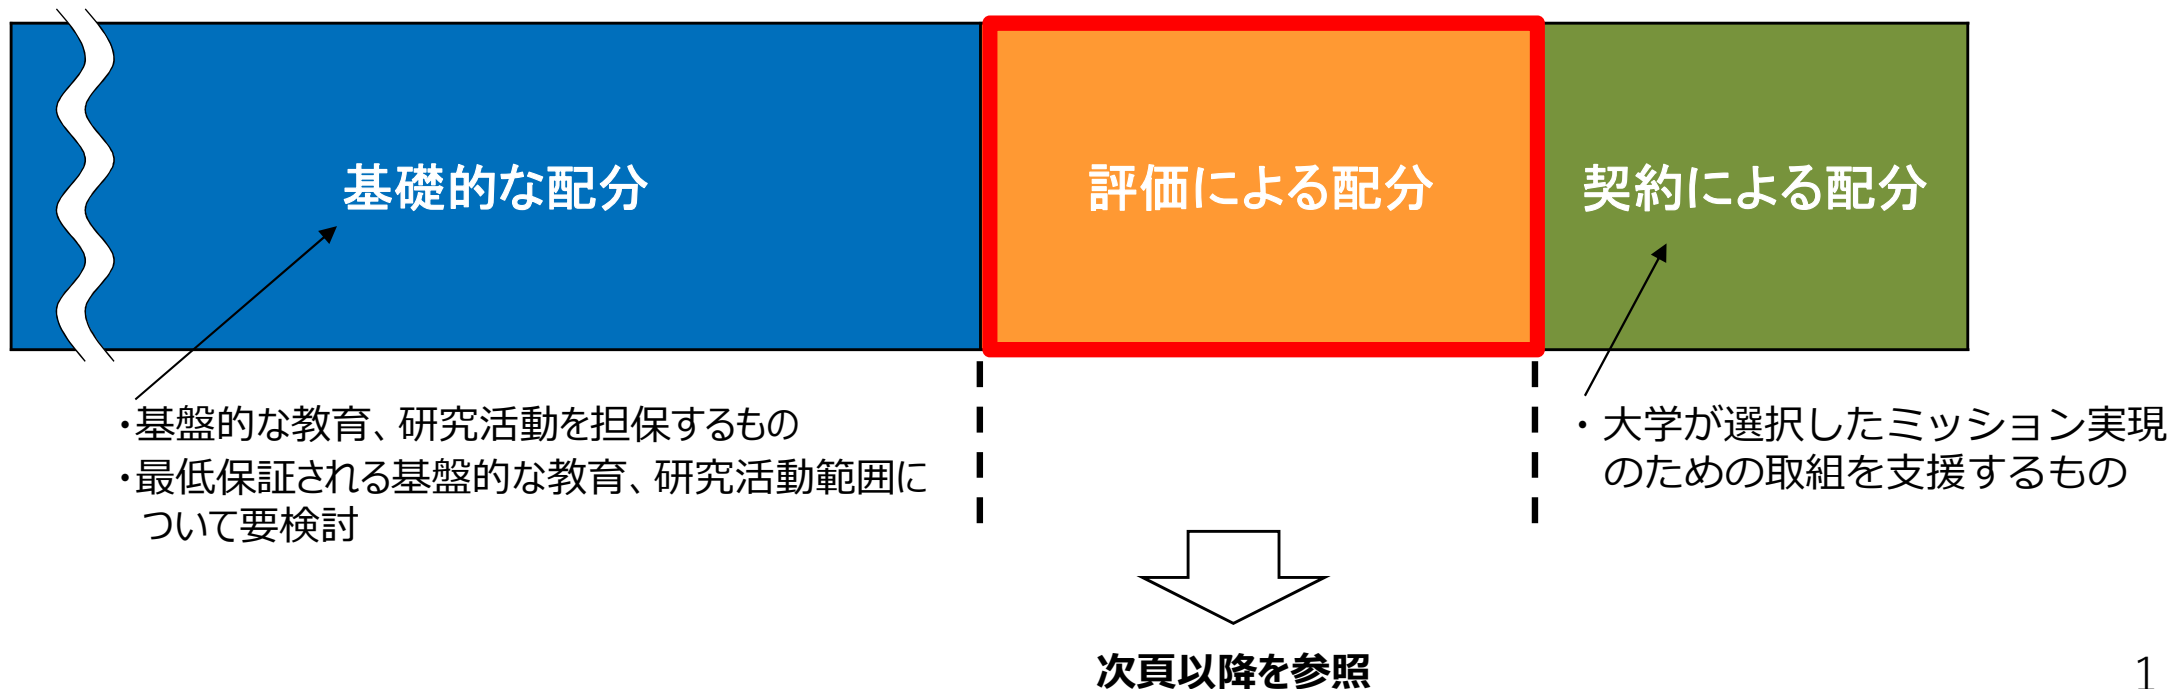 基礎的な配分
評価による配分
契約による配分
・基盤的な教育、研究活動を担保するもの
・最低保証される基盤的な教育、研究活動範囲に
ついて要検討
・ 大学が選択したミッション実現
のための取組を支援するもの
次頁以降を参照
1